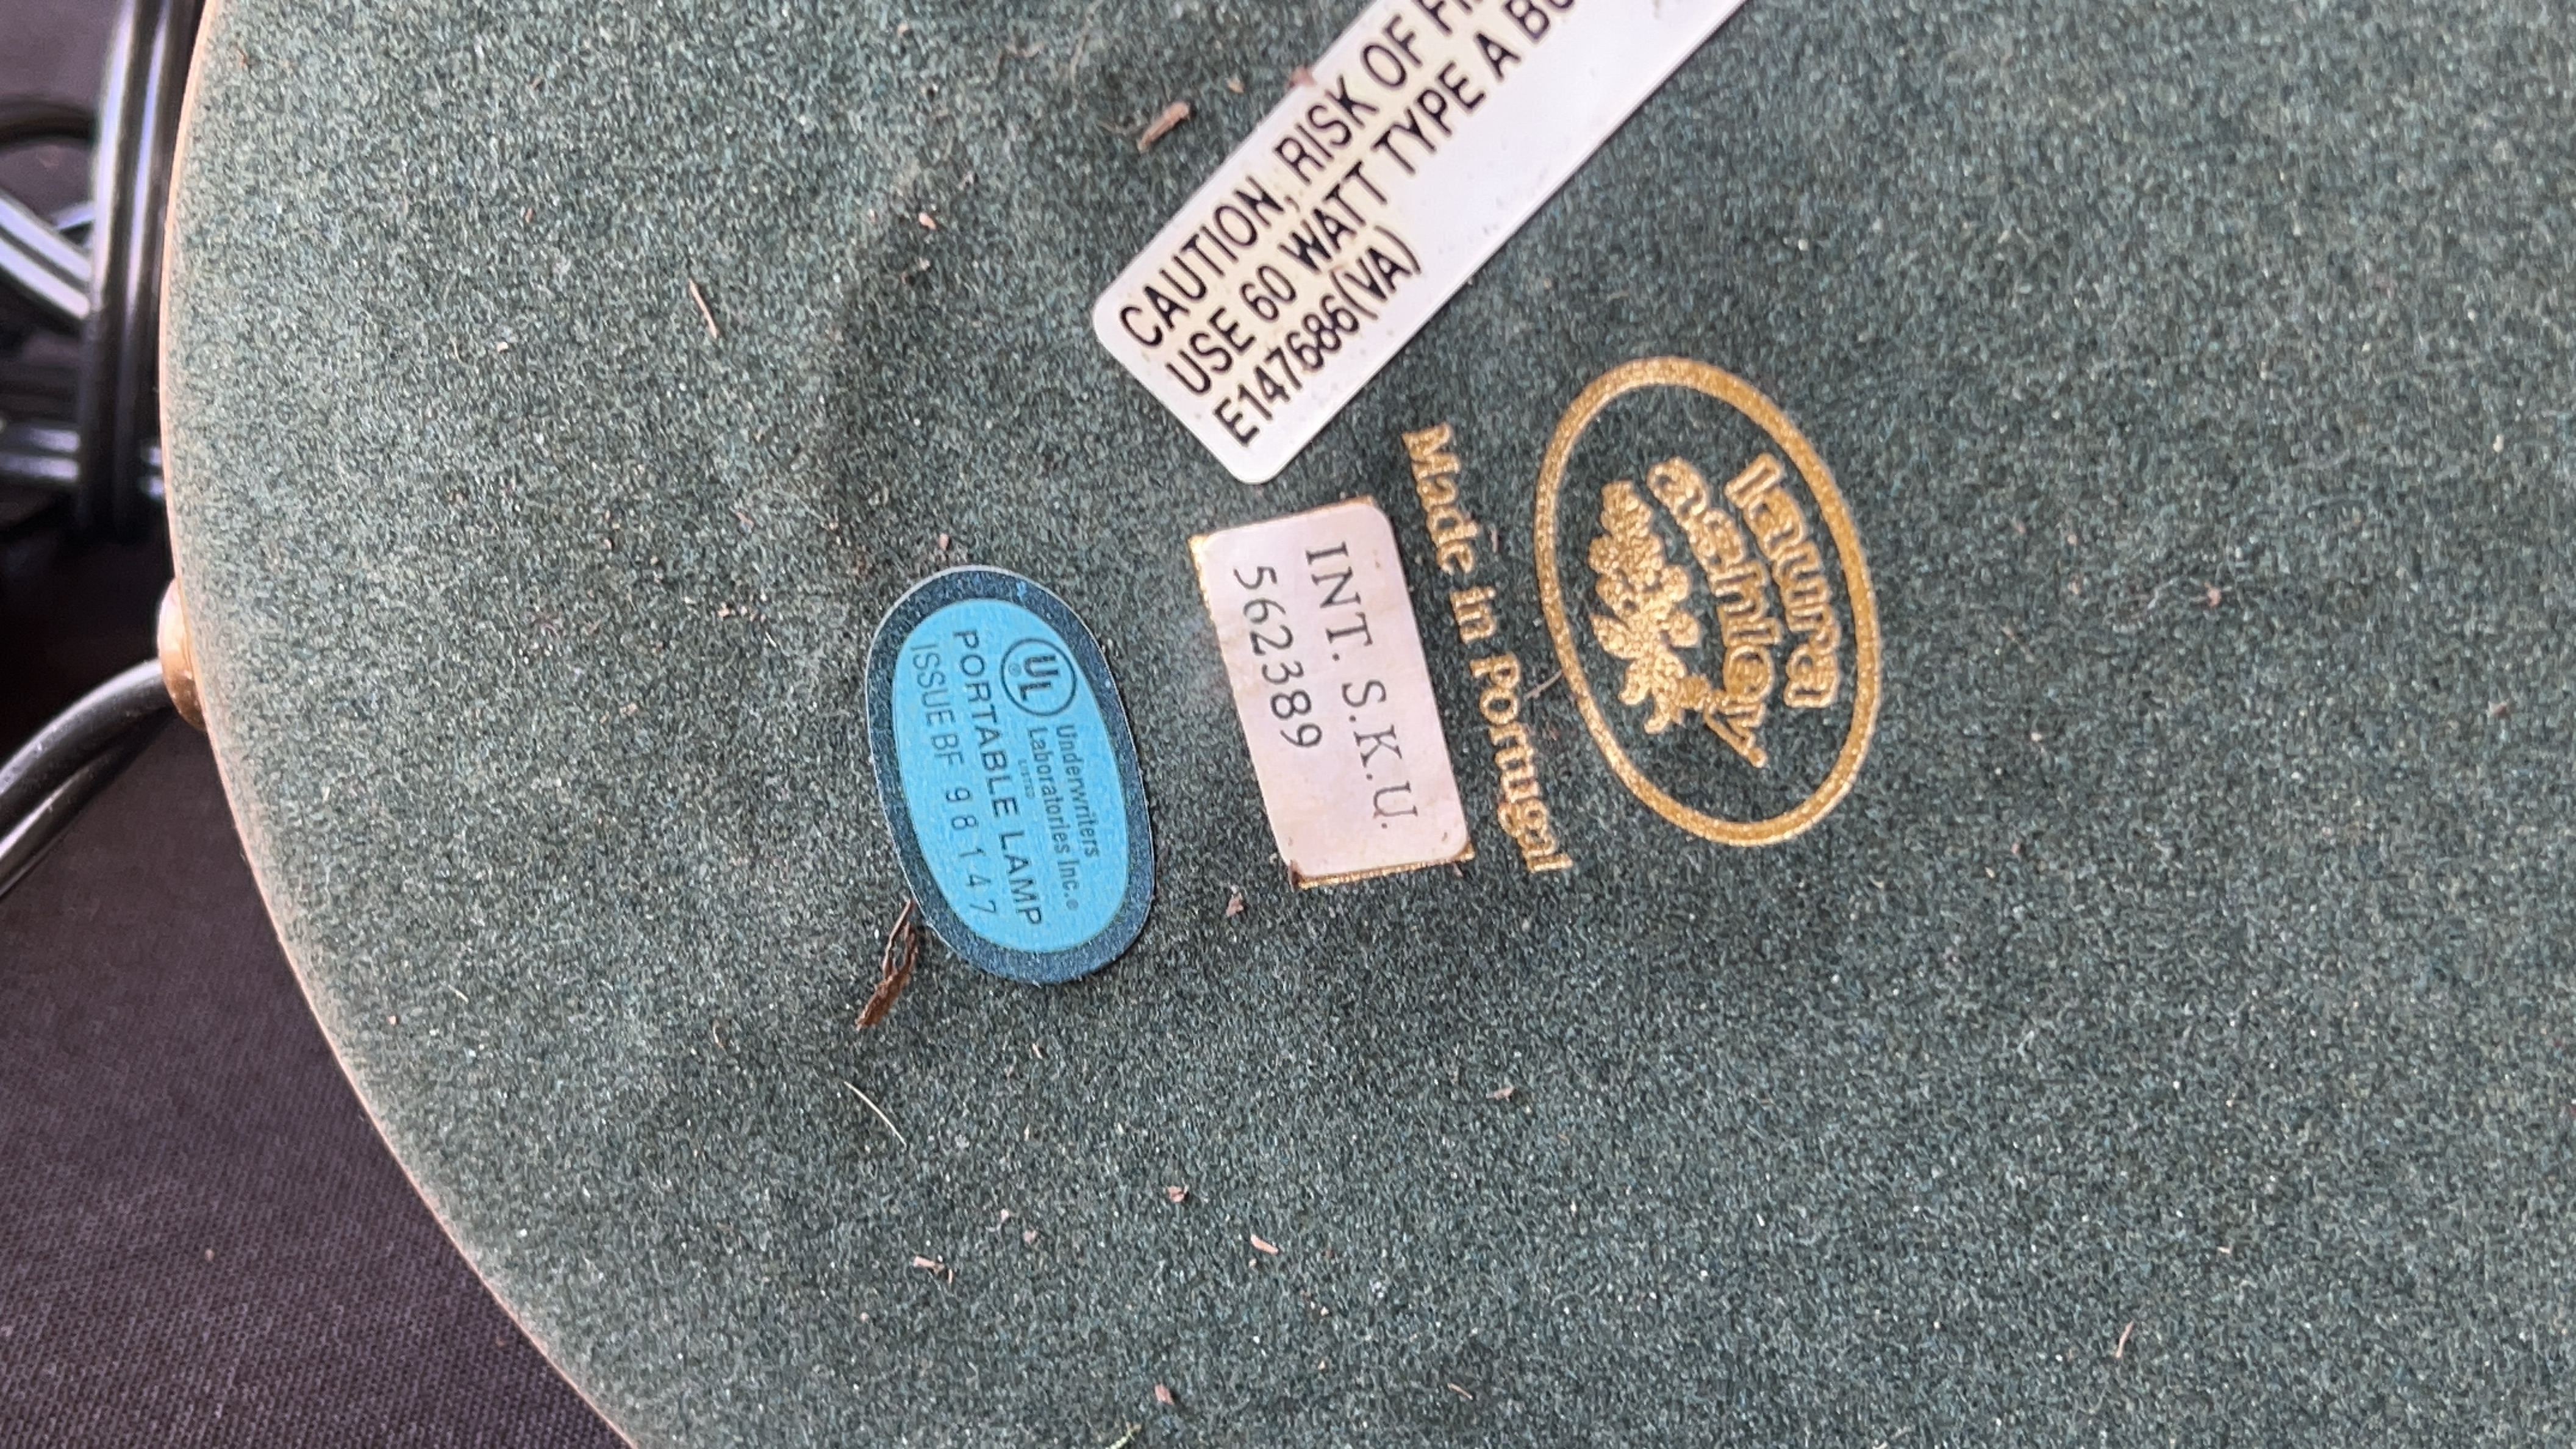 CAUTION, RISK OF
USE 60 WATT TYPE A
E147686(VA)
laura
ashley
Made in Portugal
INT. S.K.U.
562389
UL ®
Underwriters
Laboratories Inc.®
LISTED
PORTABLE LAMP
ISSUE BF 98147